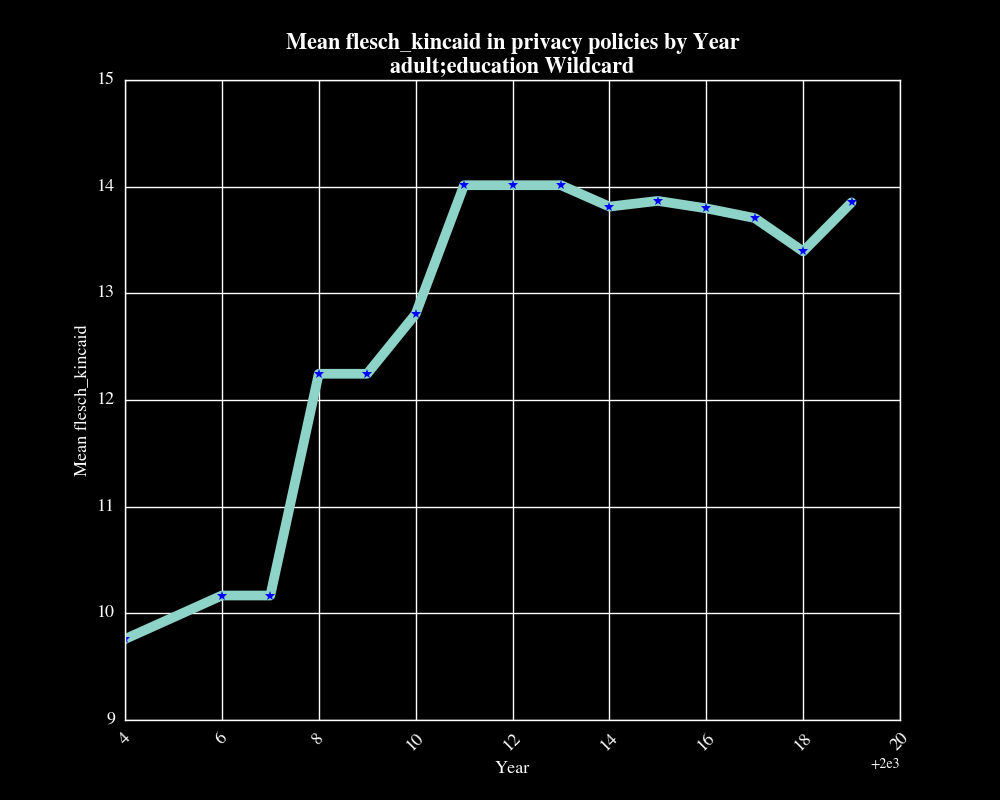 Mean flesch_kincaid in privacy policies by Year
adult;education Wildcard
15
14
13
12
11
10
9
Mean flesch_kincaid
4 6 8 10 12 14 16 18 20
Year
+2e3